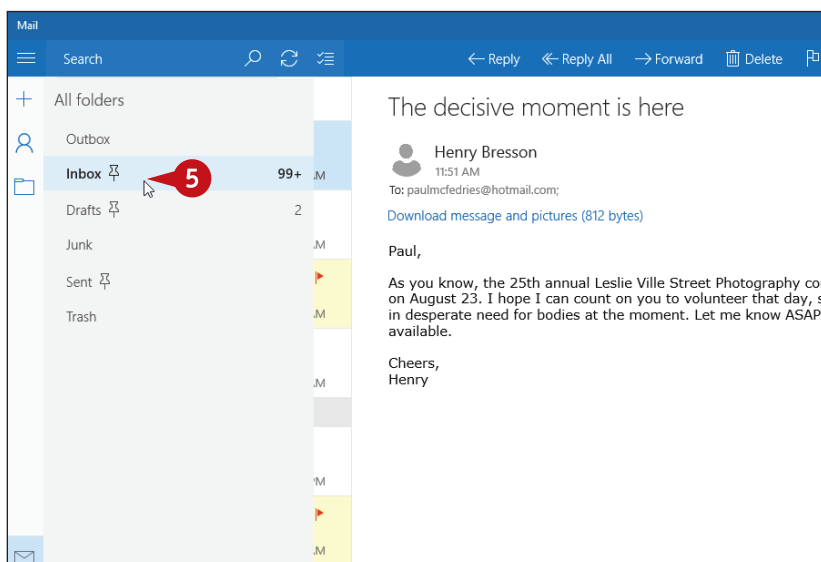 Mail
Search
Reply
Reply All
Forward
Delete
All folders
Outbox
Inbox 99+
5
Drafts 2
Junk
Sent
Trash
The decisive moment is here
Henry Bresson
11:51 AM
To: paulmcfedries@hotmail.com;
Download message and pictures (812 bytes)
Paul,
As you know, the 25th annual Leslie Ville Street Photography
on August 23. I hope I can count on you to volunteer that day,
in desperate need for bodies at the moment. Let me know ASAP
available.
Cheers,
Henry